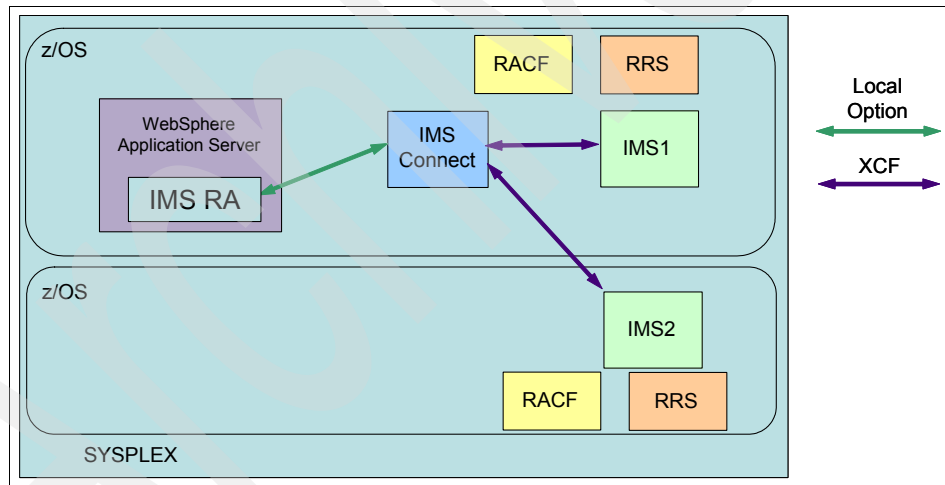 z/OS
RACF
RRS
WebSphere
Application Server
IMS RA
IMS
Connect
IMS1
Local
Option
XCF
z/OS
IMS2
RACF
RRS
SYSPLEX